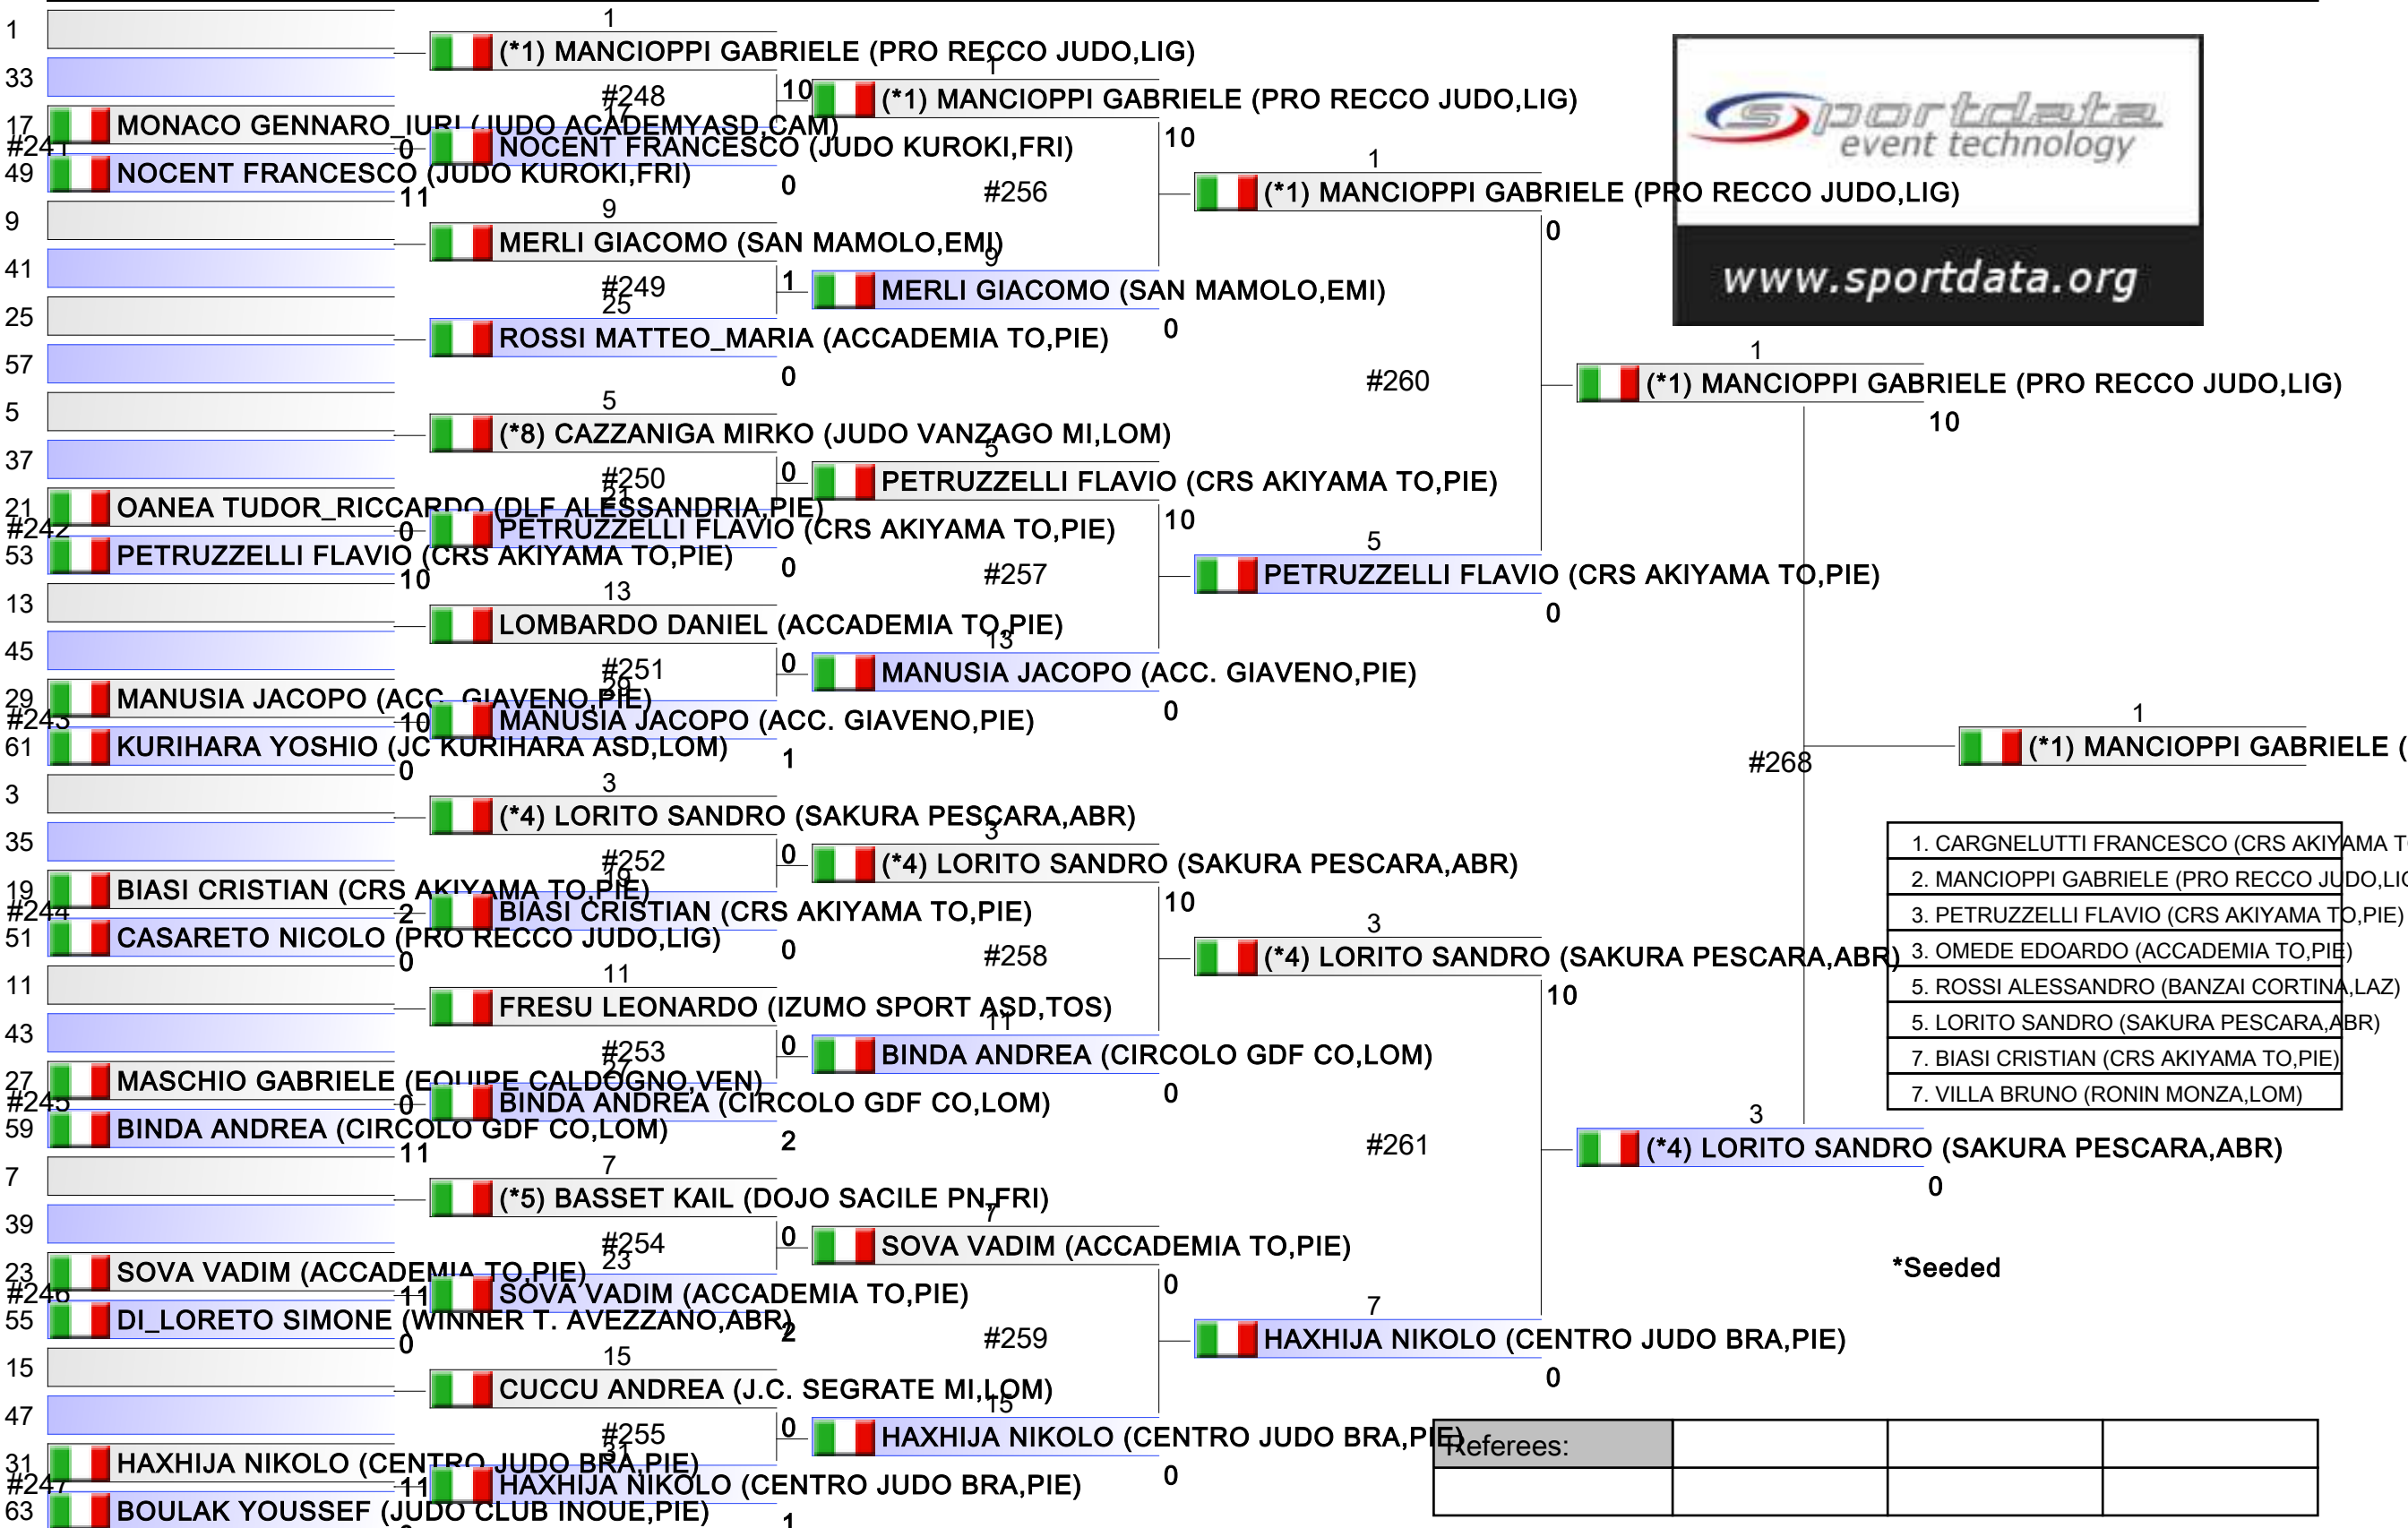 1
33
17
MONACO GENNARO_IURI (JUDO ACADEMYASD,CAM)
#241
0
49
NOCENT FRANCESCO (JUDO KUROKI,FRI)
11
9
41
25
57
5
37
21
OANEA TUDOR_RICCARDO (DLF ALESSANDRIA,PIE)
#242
0
53
PETRUZZELLI FLAVIO (CRS AKIYAMA TO,PIE)
10
13
45
29
MANUSIA JACOPO (ACC. GIAVENO,PIE)
#243
10
61
KURIHARA YOSHIO (JC KURIHARA ASD,LOM)
0
3
35
19
BIASI CRISTIAN (CRS AKIYAMA TO,PIE)
#244
2
51
CASARETO NICOLO (PRO RECCO JUDO,LIG)
0
11
43
27
MASCHIO GABRIELE (EQUIPE CALDOGNO,VEN)
#245
0
59
BINDA ANDREA (CIRCOLO GDF CO,LOM)
11
7
39
23
SOVA VADIM (ACCADEMIA TO,PIE)
#246
11
55
DI_LORETO SIMONE (WINNER T. AVEZZANO,ABR)
0
15
47
31
HAXHIJA NIKOLO (CENTRO JUDO BRA,PIE)
#247
11
63
BOULAK YOUSSEF (JUDO CLUB INOUE,PIE)
1
(*1) MANCIOPPI GABRIELE (PRO RECCO JUDO,LIG)
#248
10
17
NOCENT FRANCESCO (JUDO KUROKI,FRI)
0
9
MERLI GIACOMO (SAN MAMOLO,EMI)
#249
1
25
ROSSI MATTEO_MARIA (ACCADEMIA TO,PIE)
0
5
(*8) CAZZANIGA MIRKO (JUDO VANZAGO MI,LOM)
#250
0
21
PETRUZZELLI FLAVIO (CRS AKIYAMA TO,PIE)
0
13
LOMBARDO DANIEL (ACCADEMIA TO,PIE)
#251
0
29
MANUSIA JACOPO (ACC. GIAVENO,PIE)
1
3
(*4) LORITO SANDRO (SAKURA PESCARA,ABR)
#252
0
19
BIASI CRISTIAN (CRS AKIYAMA TO,PIE)
0
11
FRESU LEONARDO (IZUMO SPORT ASD,TOS)
#253
0
27
BINDA ANDREA (CIRCOLO GDF CO,LOM)
2
7
(*5) BASSET KAIL (DOJO SACILE PN,FRI)
#254
0
23
SOVA VADIM (ACCADEMIA TO,PIE)
2
15
CUCCU ANDREA (J.C. SEGRATE MI,LOM)
#255
0
31
HAXHIJA NIKOLO (CENTRO JUDO BRA,PIE)
1
1
(*1) MANCIOPPI GABRIELE (PRO RECCO JUDO,LIG)
10
#256
9
MERLI GIACOMO (SAN MAMOLO,EMI)
0
5
PETRUZZELLI FLAVIO (CRS AKIYAMA TO,PIE)
10
#257
13
MANUSIA JACOPO (ACC. GIAVENO,PIE)
0
3
(*4) LORITO SANDRO (SAKURA PESCARA,ABR)
10
#258
11
BINDA ANDREA (CIRCOLO GDF CO,LOM)
0
7
SOVA VADIM (ACCADEMIA TO,PIE)
0
#259
15
HAXHIJA NIKOLO (CENTRO JUDO BRA,PIE)
0
1
(*1) MANCIOPPI GABRIELE (PRO RECCO JUDO,LIG)
0
#260
5
PETRUZZELLI FLAVIO (CRS AKIYAMA TO,PIE)
0
3
(*4) LORITO SANDRO (SAKURA PESCARA,ABR)
10
#261
7
HAXHIJA NIKOLO (CENTRO JUDO BRA,PIE)
0
sportdata
event technology
www.sportdata.org
1
(*1) MANCIOPPI GABRIELE (PRO RECCO JUDO,LIG)
10
#268
3
(*4) LORITO SANDRO (SAKURA PESCARA,ABR)
0
1
(*1) MANCIOPPI GABRIELE (
1. CARGNELUTTI FRANCESCO (CRS AKIYAMA
2. MANCIOPPI GABRIELE (PRO RECCO JUDO,
3. PETRUZZELLI FLAVIO (CRS AKIYAMA TO,PIE)
3. OMEDE EDOARDO (ACCADEMIA TO,PIE)
5. ROSSI ALESSANDRO (BANZAI CORTINA,LAZ)
5. LORITO SANDRO (SAKURA PESCARA,ABR)
7. BIASI CRISTIAN (CRS AKIYAMA TO,PIE)
7. VILLA BRUNO (RONIN MONZA,LOM)
*Seeded
Referees: